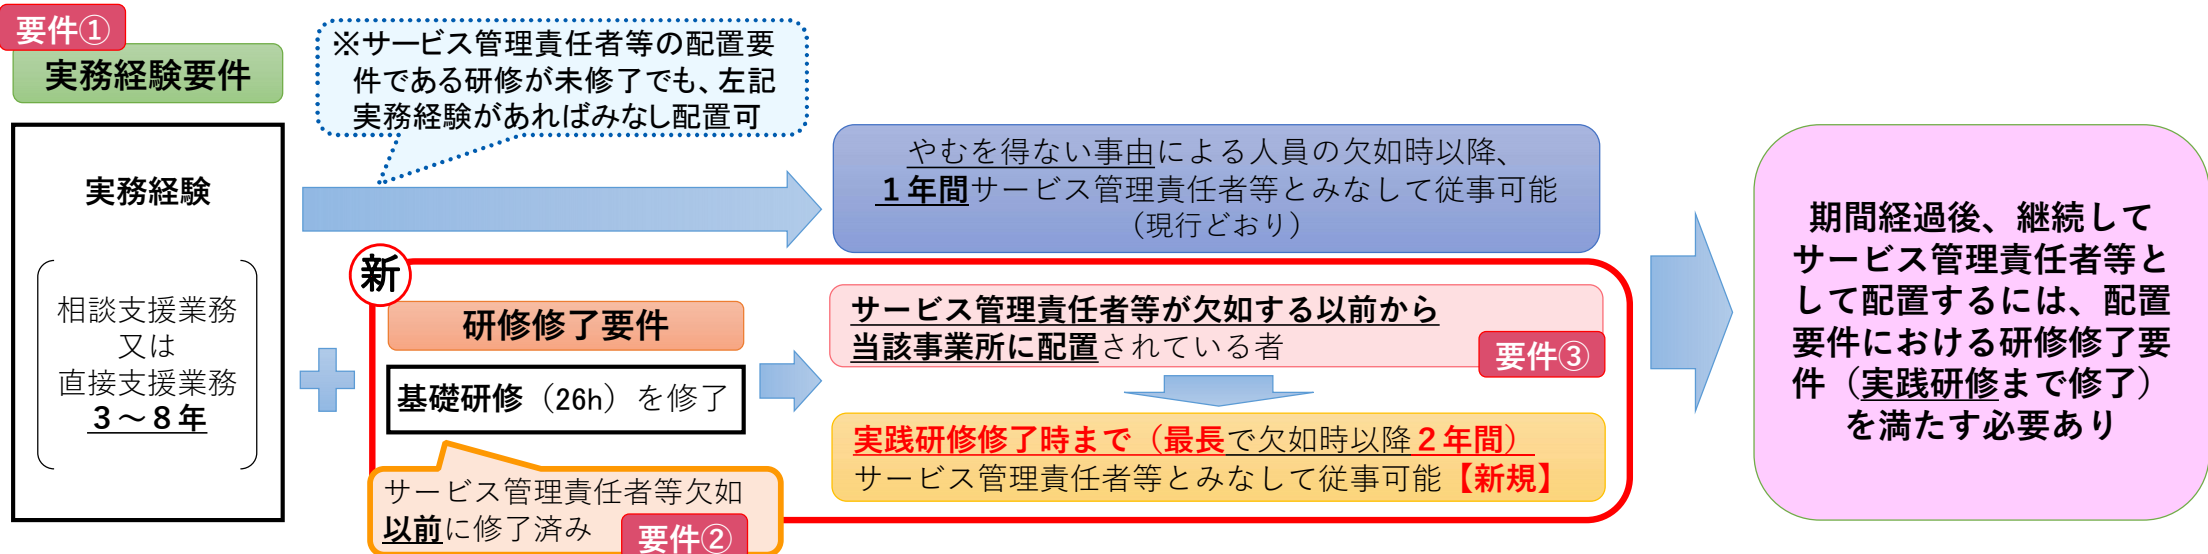 要件①
実務経験要件
実務経験
相談支援業務
又は
直接支援業務
３～８年
※サービス管理責任者等の配置要
件である研修が未修了でも、左記
実務経験があればみなし配置可
やむを得ない事由による人員の欠如時以降、
１年間サービス管理責任者等とみなして従事可能
（現行どおり）
新
研修修了要件
基礎研修（26h）を修了
サービス管理責任者等欠如
以前に修了済み
要件②
サービス管理責任者等が欠如する以前から
当該事業所に配置されている者
要件③
実践研修修了時まで（最長で欠如時以降２年間）
サービス管理責任者等とみなして従事可能【新規】
期間経過後、継続して
サービス管理責任者等と
して配置するには、配置
要件における研修修了要
件（実践研修まで修了）
を満たす必要あり